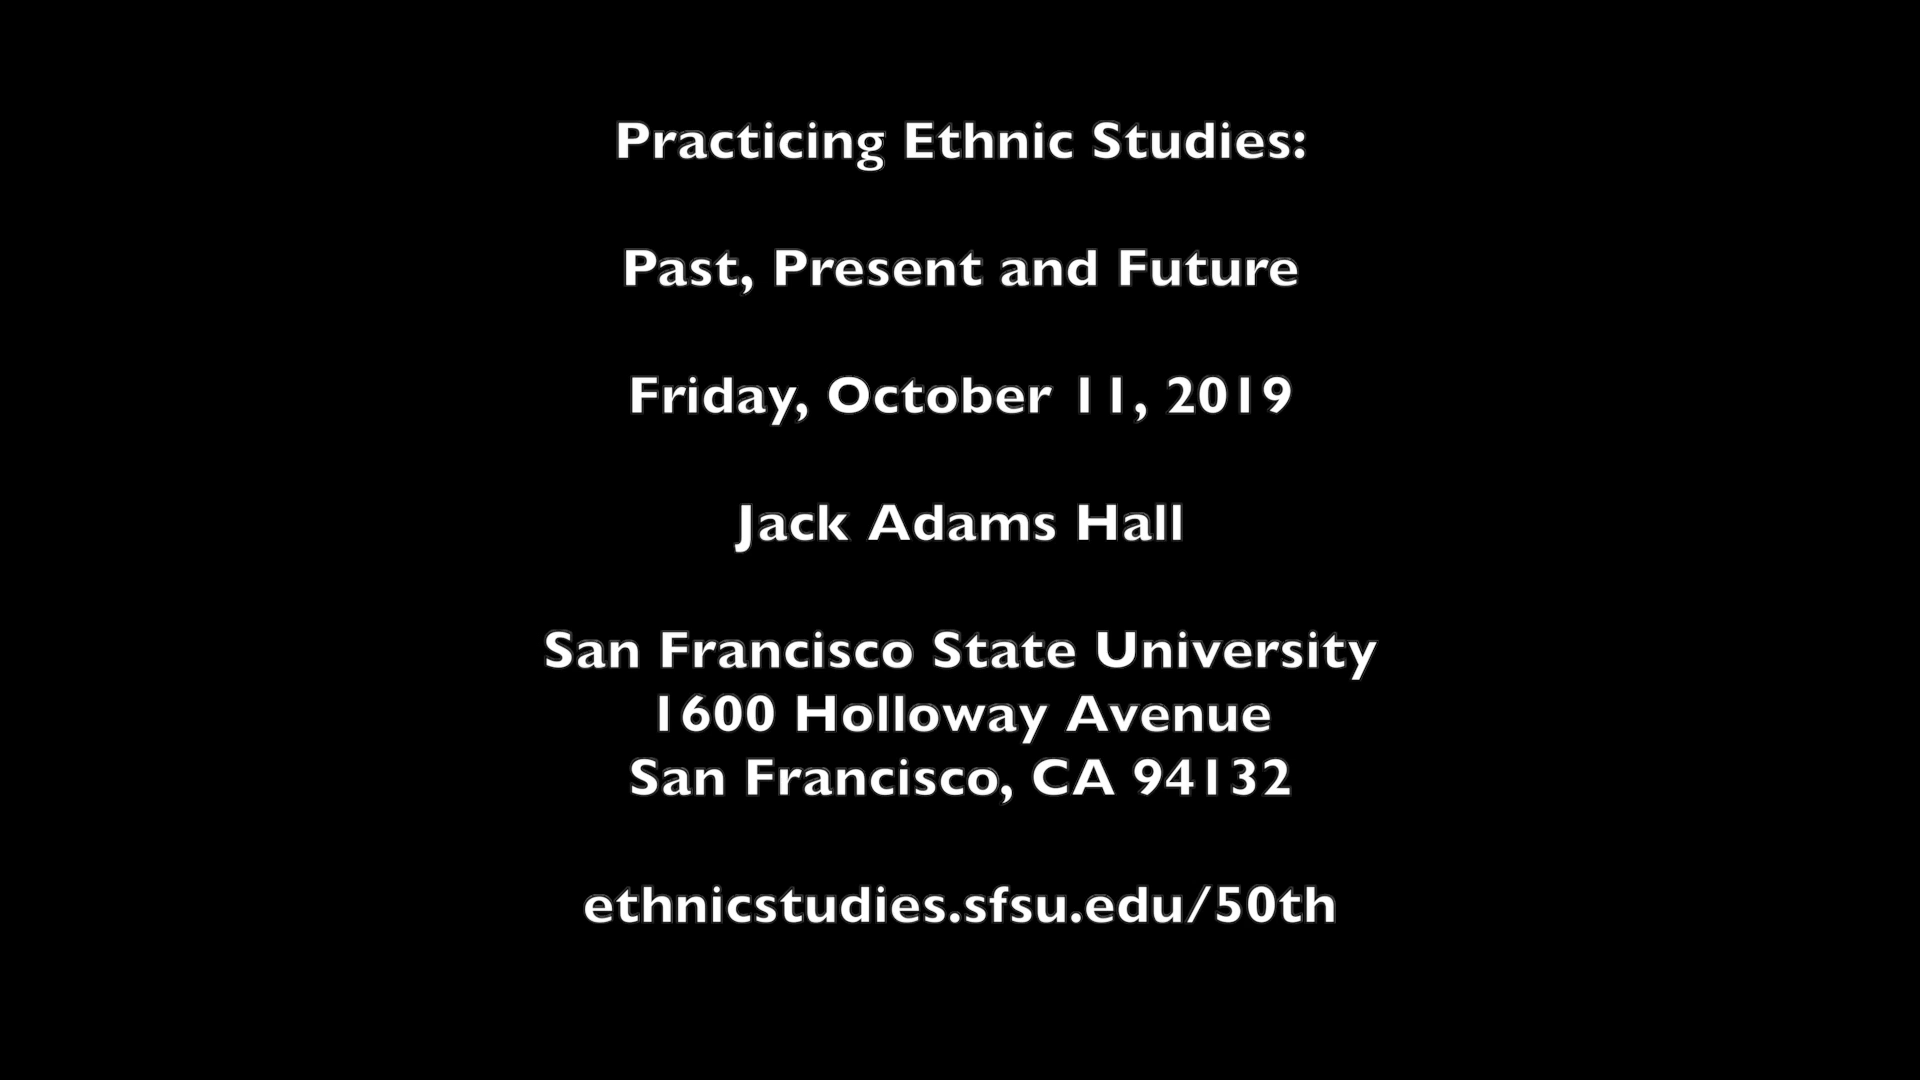 Practicing Ethnic Studies:
Past, Present and Future
Friday, October 11, 2019
Jack Adams Hall
San Francisco State University
1600 Holloway Avenue
San Francisco, CA 94132
ethnicstudies.sfsu.edu/50th